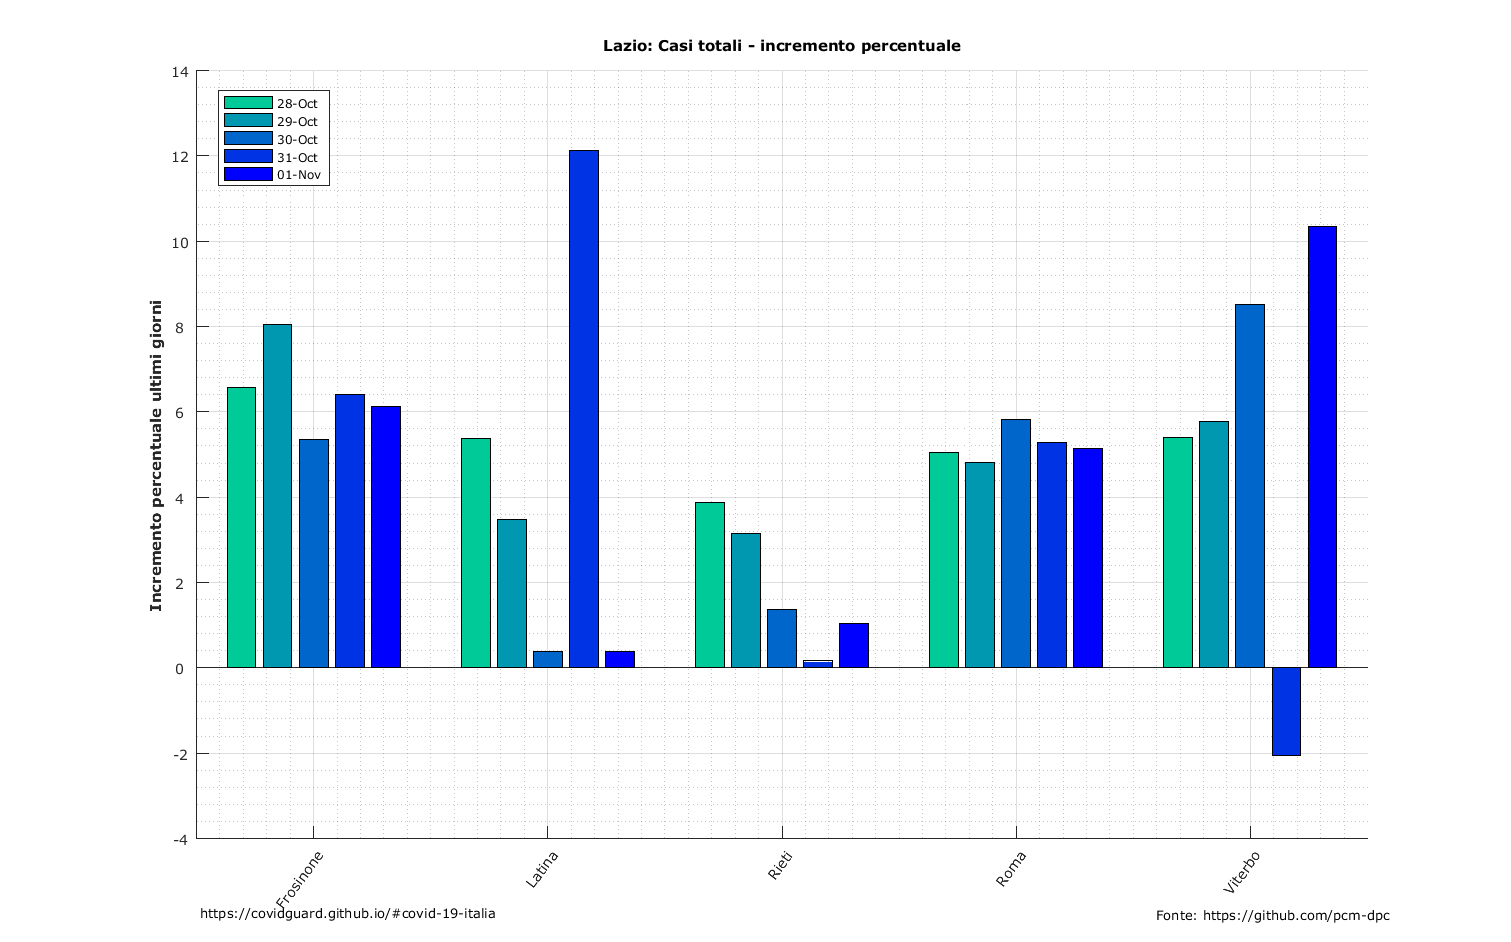 Lazio: Casi totali - incremento percentuale
14
12
10
8
6
4
2
0
-2
-4
Incremento percentuale ultimi giorni
28-Oct
29-Oct
30-Oct
31-Oct
01-Nov
Frosinone
Latina
Rieti
Roma
Viterbo
https://covidguard.github.io/#covid-19-italia
Fonte: https://github.com/pcm-dpc